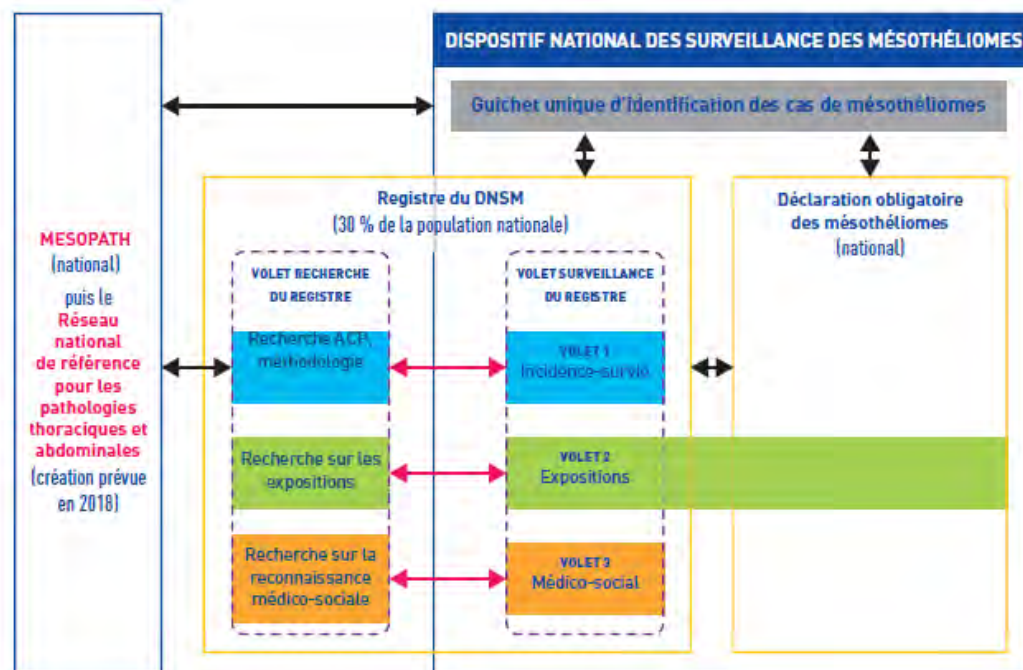 DISPOSITIF NATIONAL DES SURVEILLANCE DES MÉSOTHÉLIOMES
Guichet unique d'identification des cas de mésothéliomes
MESOPATH
(national)
puis le
Réseau
national
de référence
pour les
pathologies
thoraciques et
abdominales
(création prévue
en 2018)
Registre du DNSM
(30 % de la population nationale)
VOLET RECHERCHE
DU REGISTRE
Recherche ACP,
méthodologie
Recherche sur les
expositions
Recherche sur la
reconnaissance
médico-sociale
VOLET SURVEILLANCE
DU REGISTRE
VOLET 1
Incidence-survie
VOLET 2
Expositions
VOLET 3
Médico-social
Déclaration obligatoire
des mésothéliomes
(national)